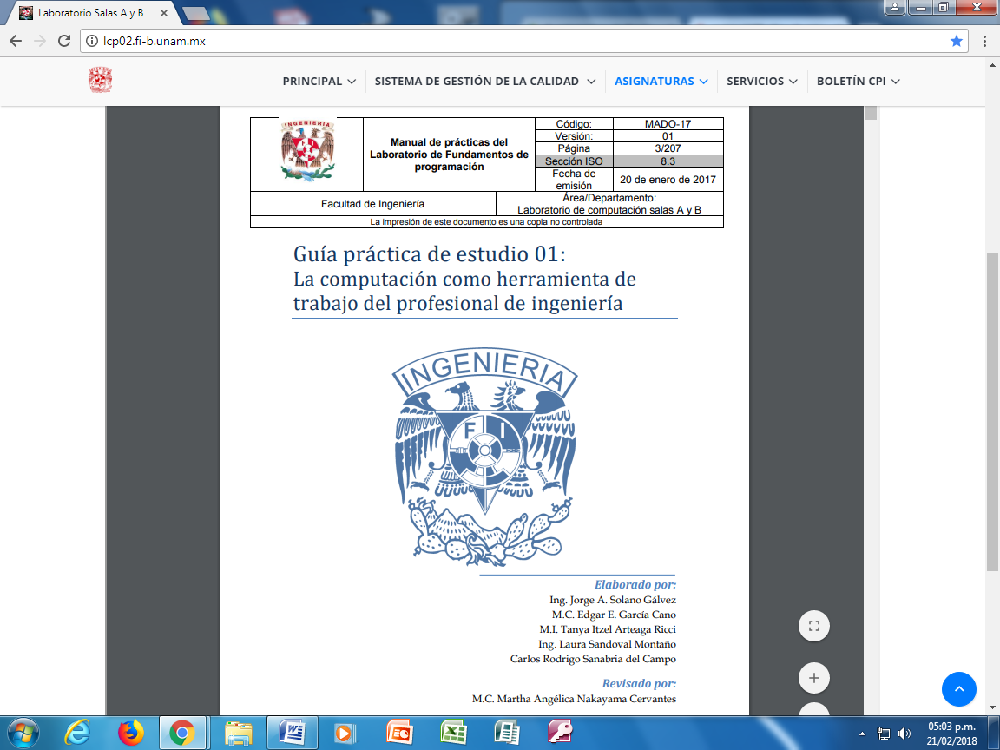 Laboratorio Salas A y B
lcp02.fi-b.unam.mx
PRINCIPAL
SISTEMA DE GESTIÓN DE LA CALIDAD
ASIGNATURAS
SERVICIOS
BOLETÍN CPI
INGENIERIA
Manual de prácticas del
Laboratorio de Fundamentos de
programación
Código:
MADO-17
Versión:
01
Página
3/207
Sección ISO
8.3
Fecha de
emisión
20 de enero de 2017
Facultad de Ingeniería
Área/Departamento:
Laboratorio de computación salas A y B
La impresión de este documento es una copia no controlada
Guía práctica de estudio 01:
La computación como herramienta de
trabajo del profesional de ingeniería
INGENIERIA
F I
Elaborado por:
Ing. Jorge A. Solano Gálvez
M.C. Edgar E. García Cano
M.I. Tanya Itzel Arteaga Ricci
Ing. Laura Sandoval Montaño
Carlos Rodrigo Sanabria del Campo
Revisado por:
M.C. Martha Angélica Nakayama Cervantes
05:03 p.m.
21/02/2018